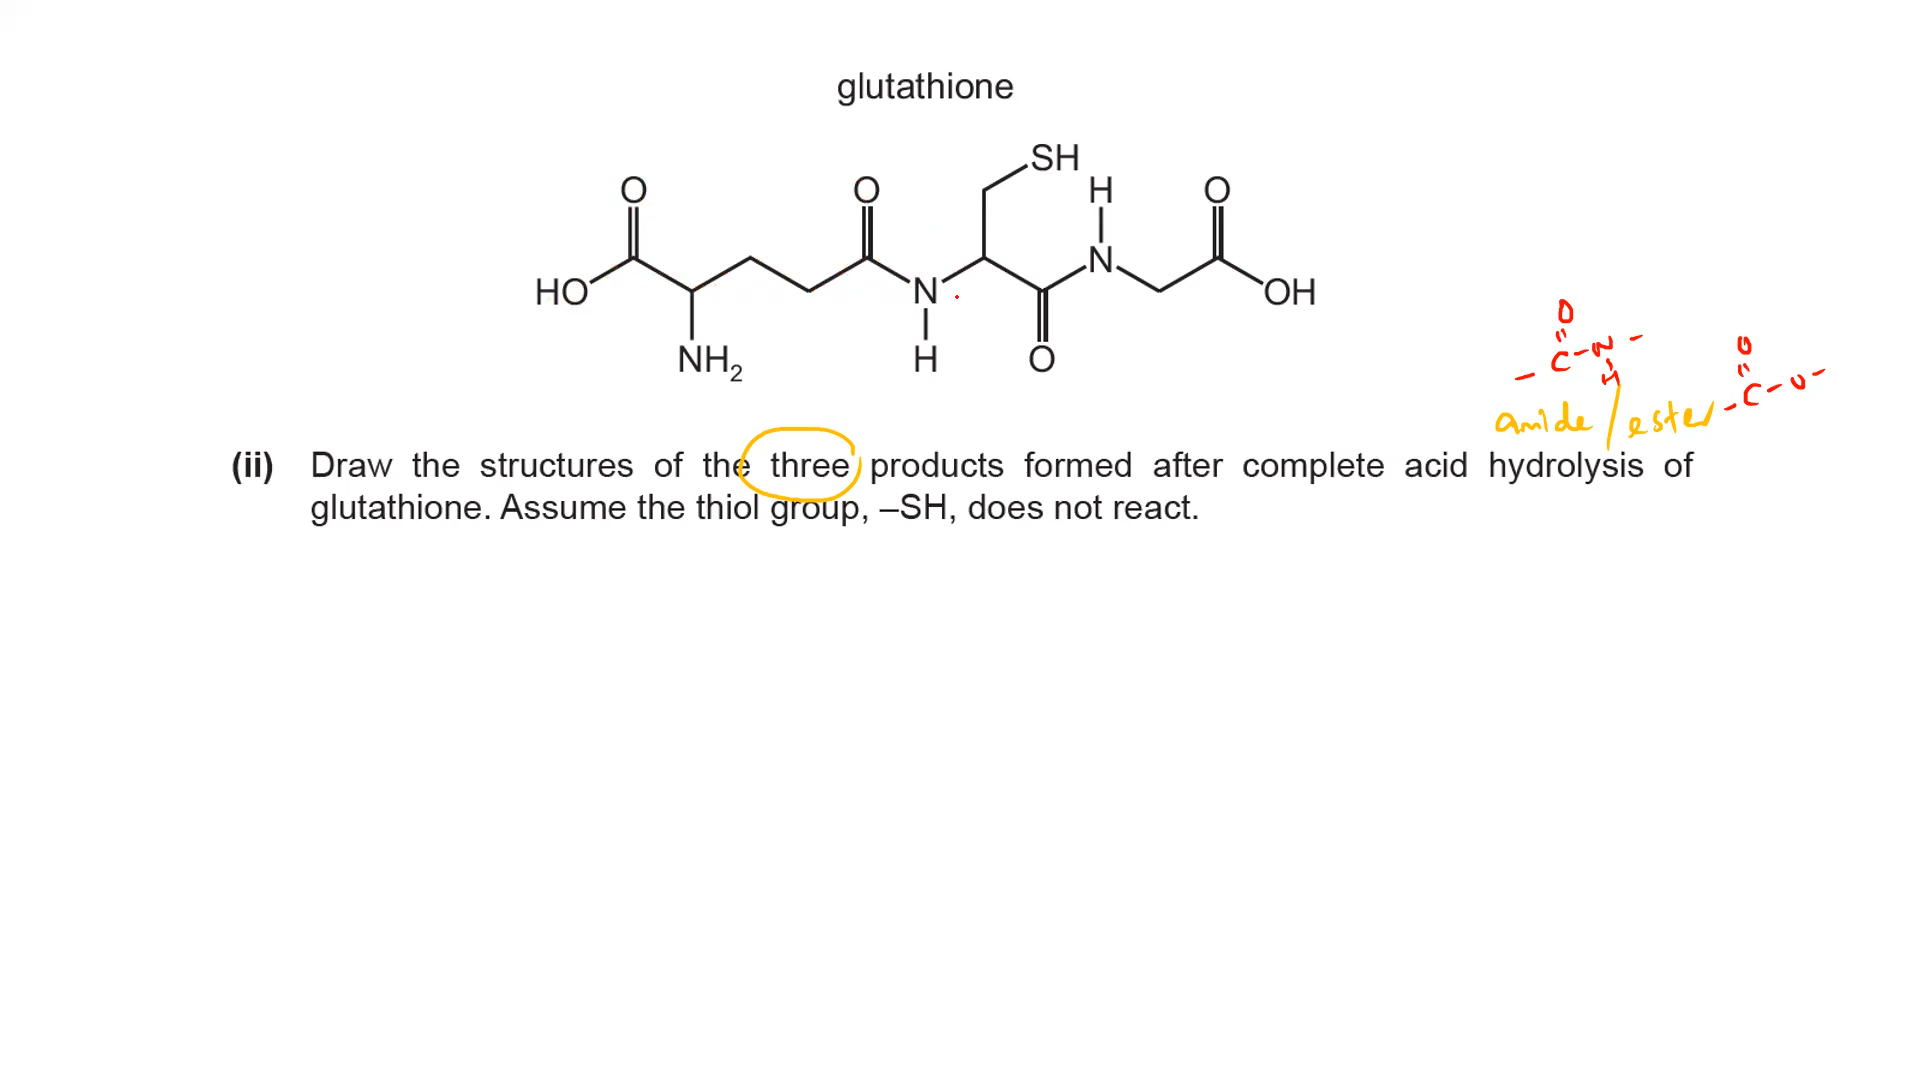 glutathione
SH
O O H O
HO N N OH
NH2 H O
O
C-N-
H
O
-C-O-
amide/ester
(ii) Draw the structures of the three products formed after complete acid hydrolysis of
glutathione. Assume the thiol group, –SH, does not react.